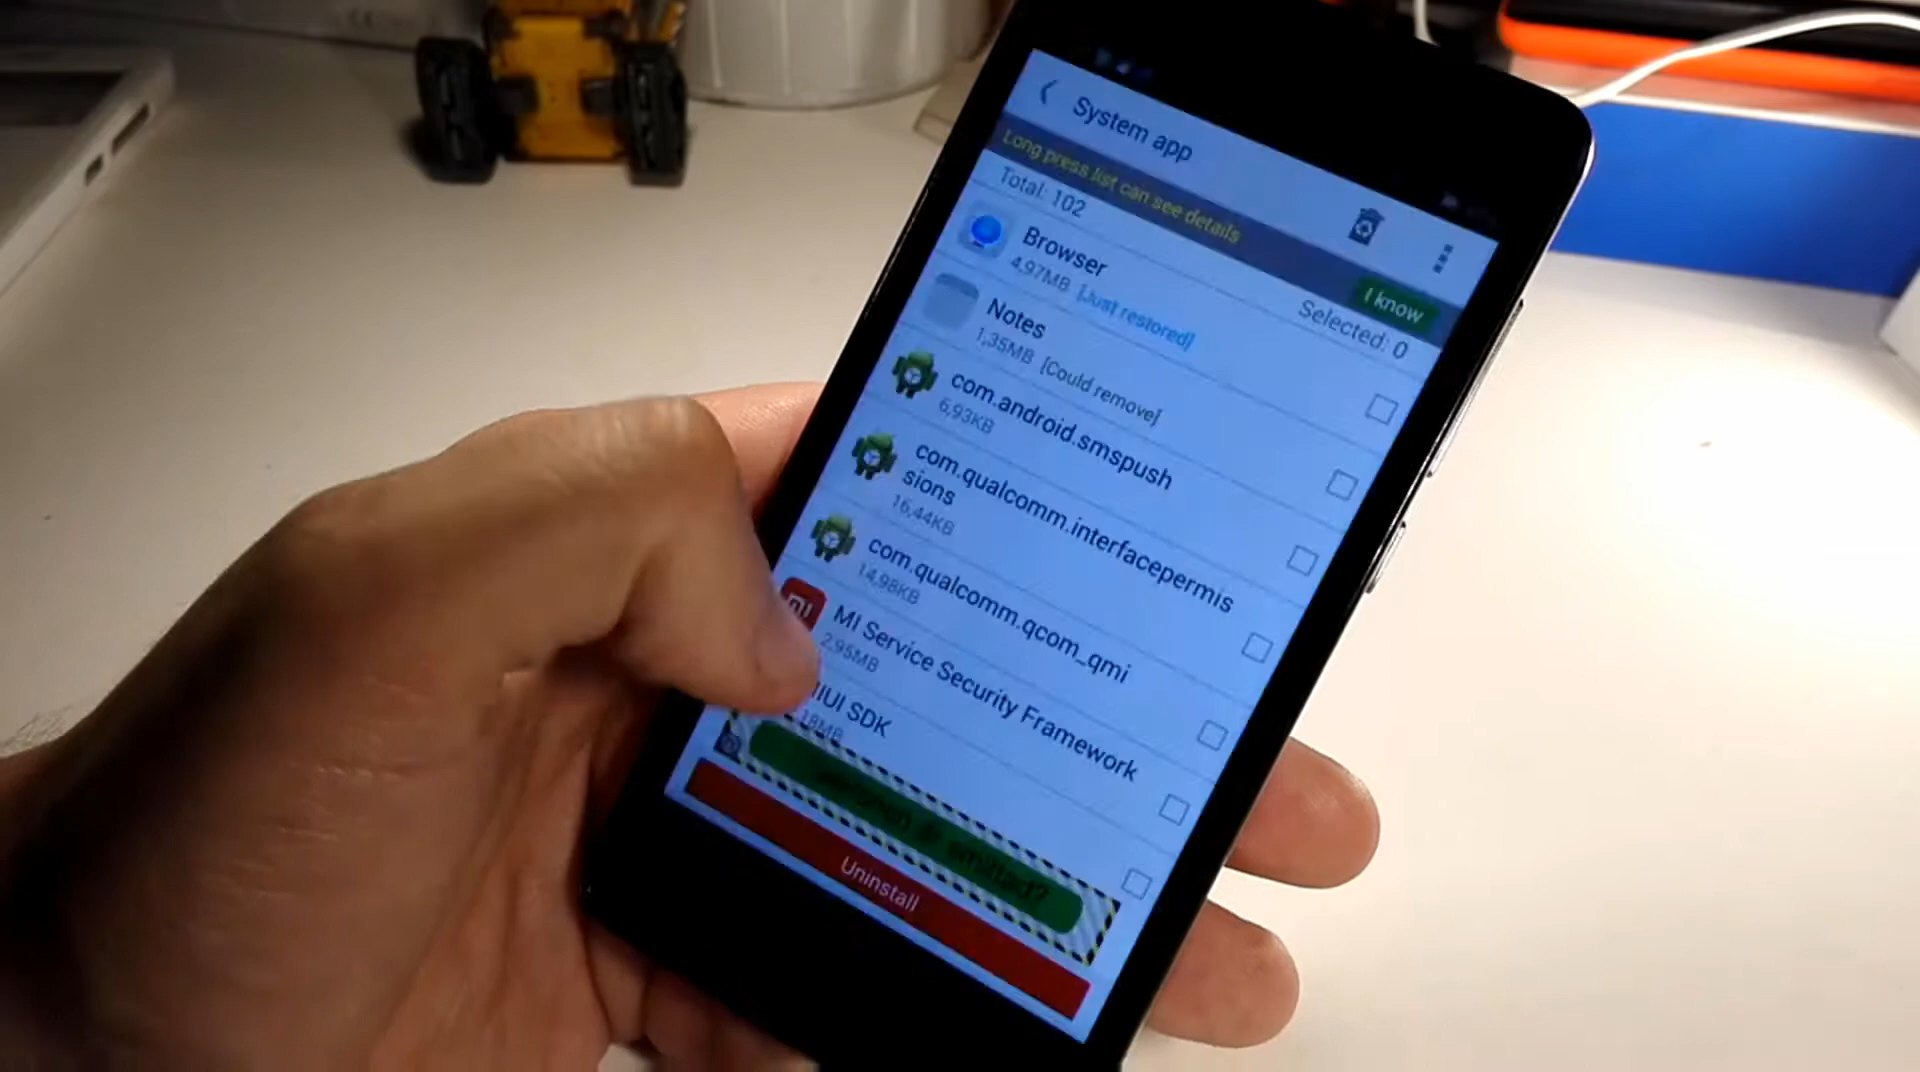 System app
Long press list can see details
I know
Total: 102
Selected: 0
Browser
4,97MB [Just restored]
Notes
1,35MB [Could remove]
com.android.smspush
6,93KB
com.qualcomm.interfacepermis
sions
16,44KB
com.qualcomm.qcom_qmi
14,98KB
MI Service Security Framework
2,95MB
SDK
Uninstall